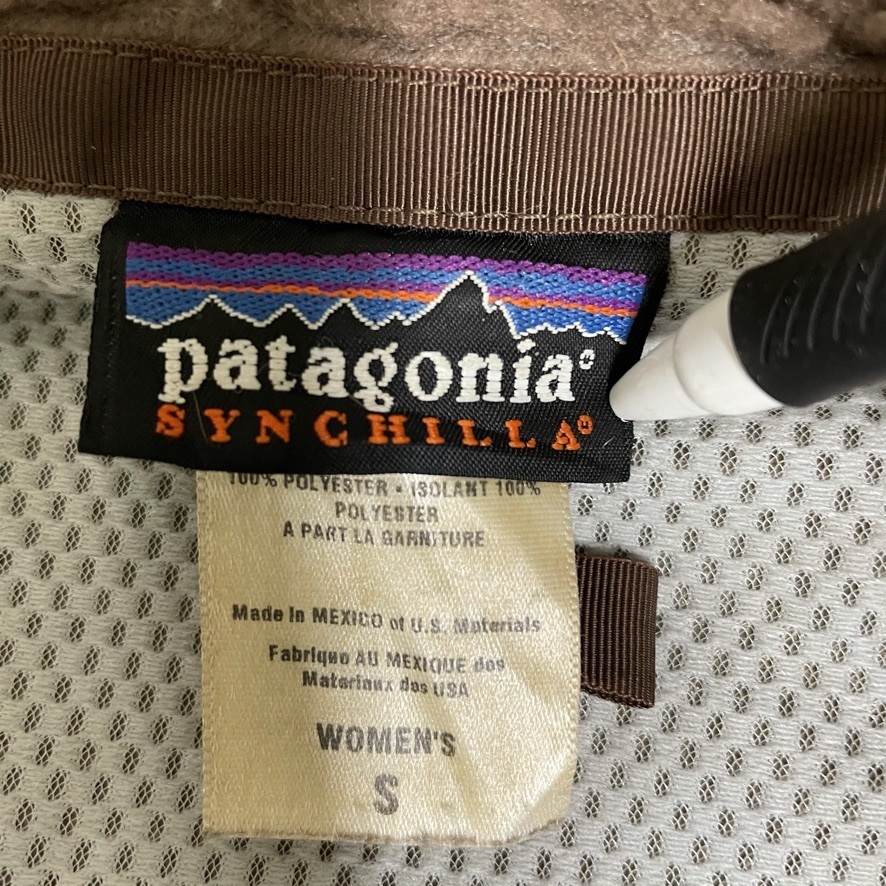 patagonia®
SYNCHILLA®
100% POLYESTER - ISOLANT 100%
POLYESTER
A PART LA GARNITURE
Made in MEXICO of U.S. Materials
Fabrique AU MEXIQUE des
Materiaux des USA
WOMEN'S
S